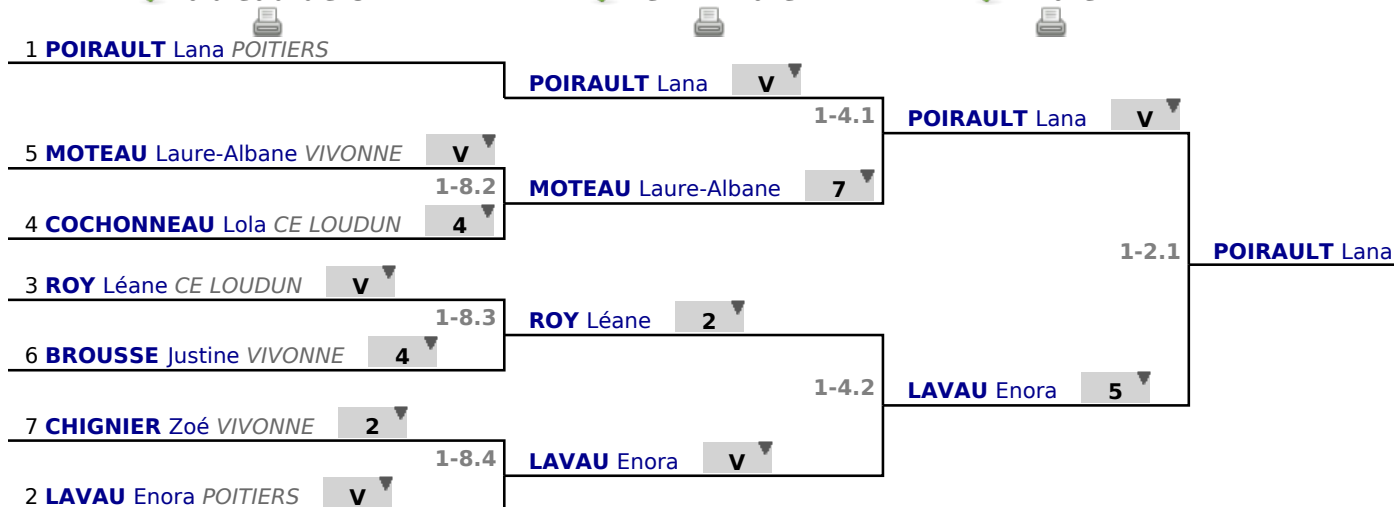 1 POIRAULT Lana POITIERS
POIRAULT Lana V
1-4.1
POIRAULT Lana V
5 MOTEAU Laure-Albane VIVONNE V
1-8.2
MOTEAU Laure-Albane 7
4 COCHONNEAU Lola CE LOUDUN 4
1-2.1
POIRAULT Lana
3 ROY Léane CE LOUDUN V
1-8.3
ROY Léane 2
6 BROUSSE Justine VIVONNE 4
1-4.2
LAVAU Enora 5
7 CHIGNIER Zoé VIVONNE 2
1-8.4
LAVAU Enora V
2 LAVAU Enora POITIERS V